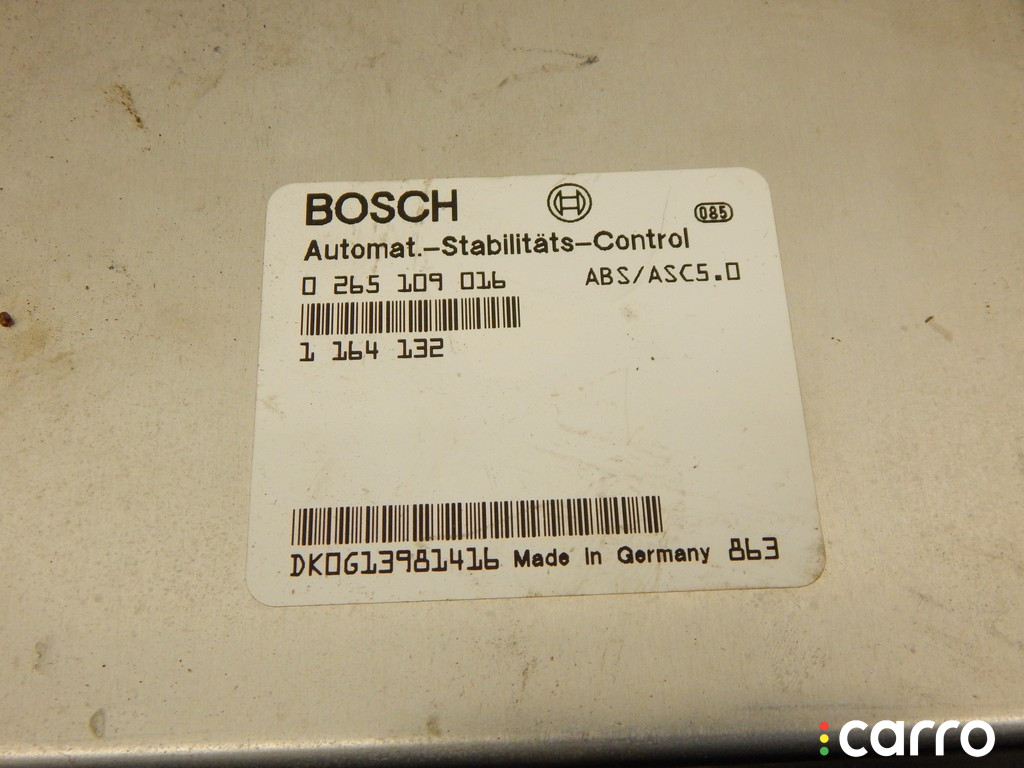 BOSCH
085
Automat.-Stabilitäts-Control
0 265 109 016 ABS/ASC5.0
1 164 132
DK0G13981416 Made in Germany 863
carro